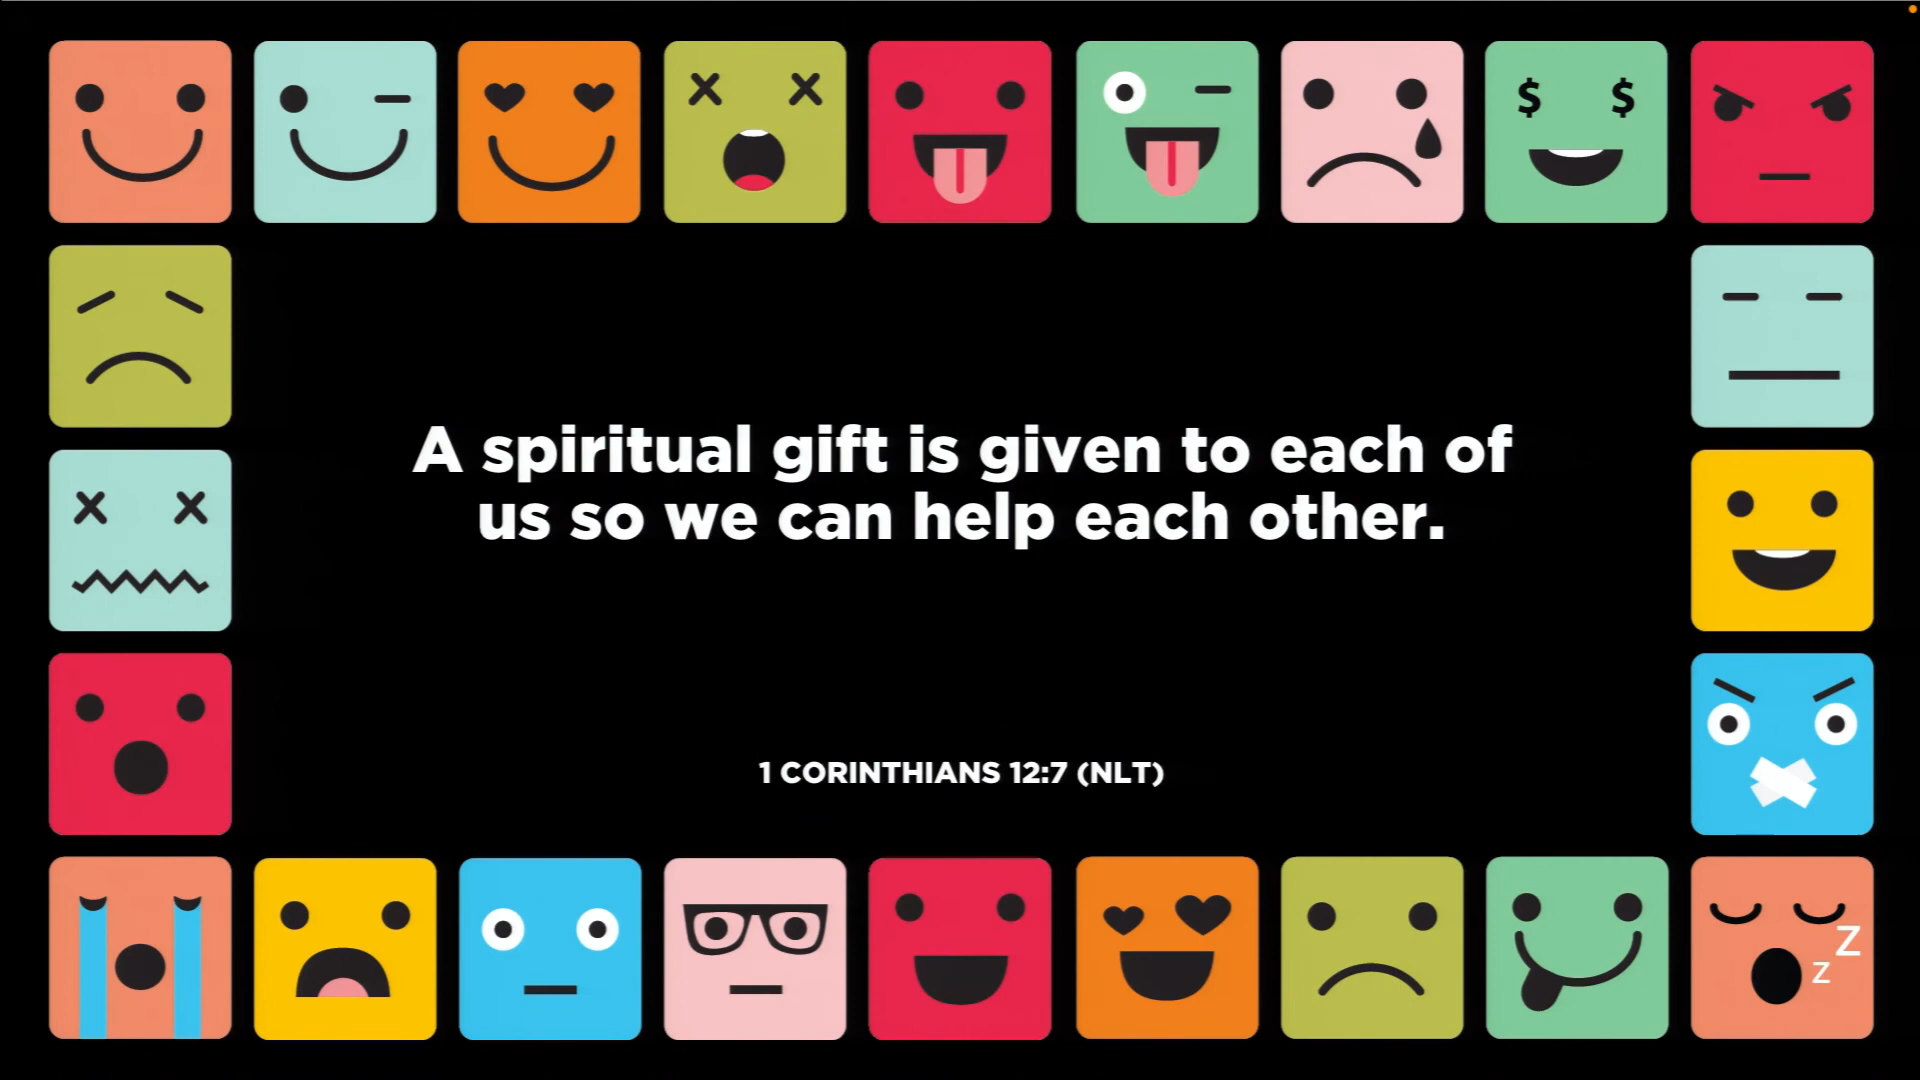 $ $
A spiritual gift is given to each of
us so we can help each other.
1 CORINTHIANS 12:7 (NLT)
Z
Z